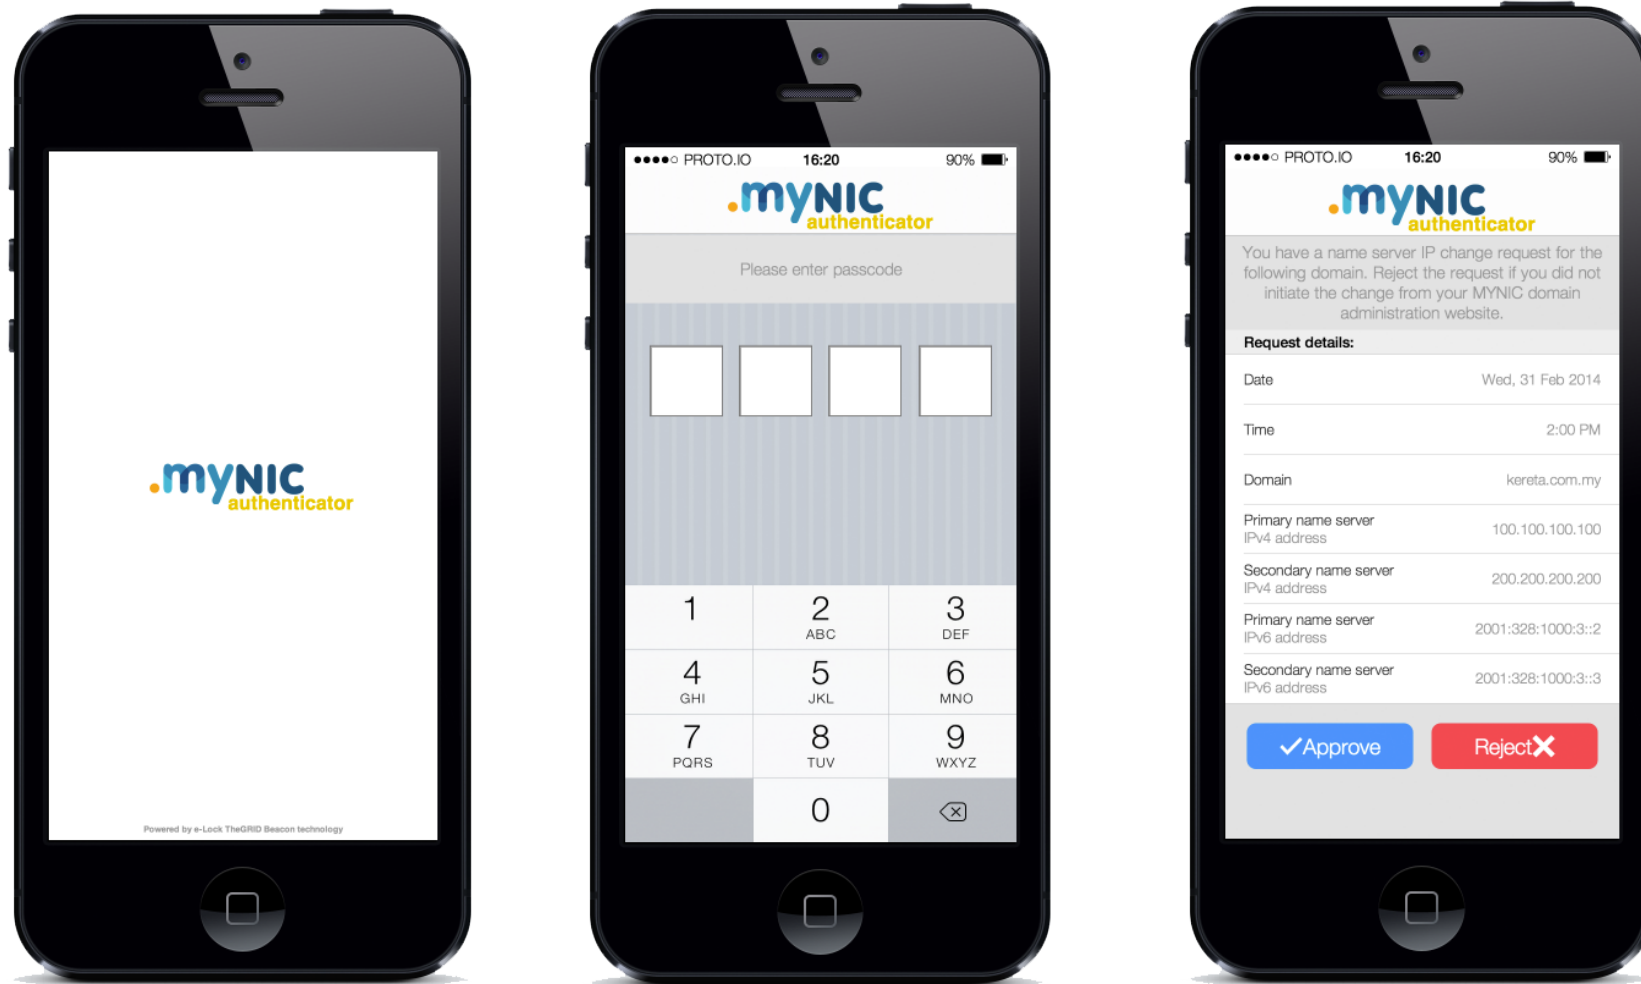 .myNIC
authenticator
Powered by e-Lock TheGRID Beacon technology
PROTO.IO 16:20 90%
.myNIC
authenticator
Please enter passcode
1 2 3
ABC DEF
4 5 6
GHI JKL MNO
7 8 9
PQRS TUV WXYZ
0
PROTO.IO 16:20 90%
.myNIC
authenticator
You have a name server IP change request for the
following domain. Reject the request if you did not
initiate the change from your MYNIC domain
administration website.
Request details:
Date Wed, 31 Feb 2014
Time 2:00 PM
Domain kereta.com.my
Primary name server
IPv4 address 100.100.100.100
Secondary name server
IPv4 address 200.200.200.200
Primary name server
IPv6 address 2001:328:1000:3::2
Secondary name server
IPv6 address 2001:328:1000:3::3
Approve Reject